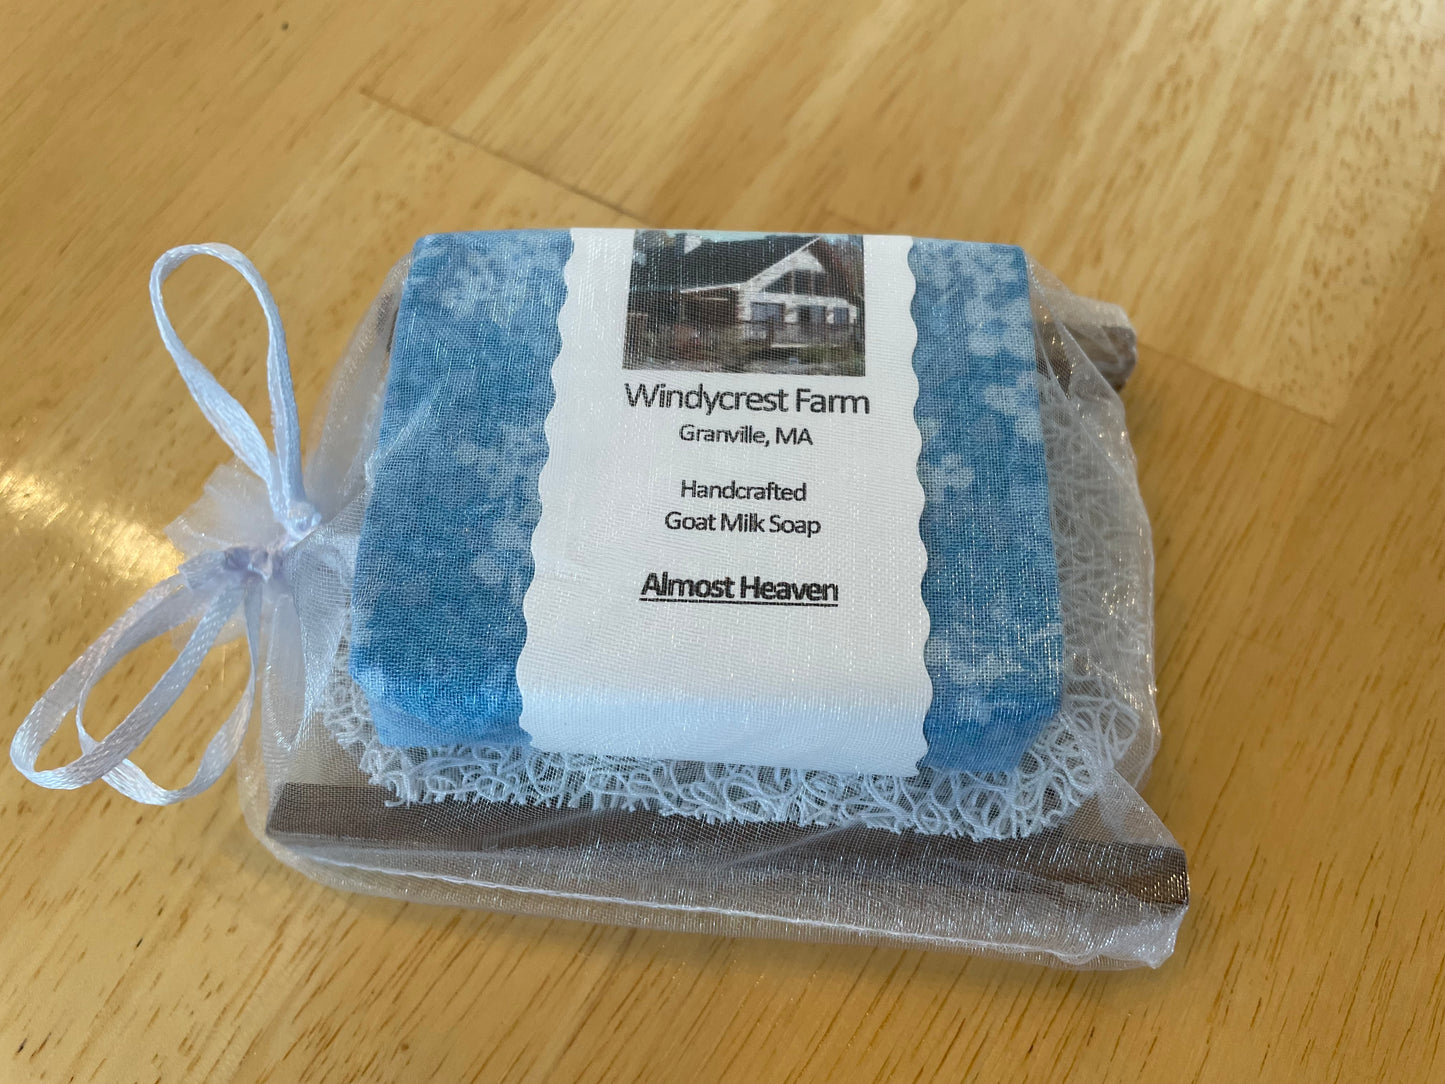 Windycrest Farm
Granville, MA
Handcrafted
Goat Milk Soap
Almost Heaven